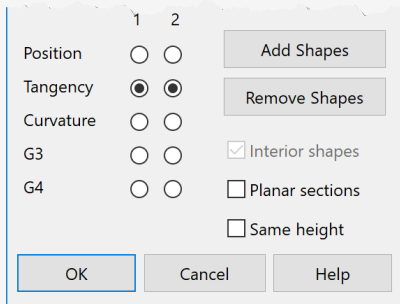 1 2
Position
Tangency
Curvature
G3
G4
Add Shapes
Remove Shapes
Interior shapes
Planar sections
Same height
OK Cancel Help